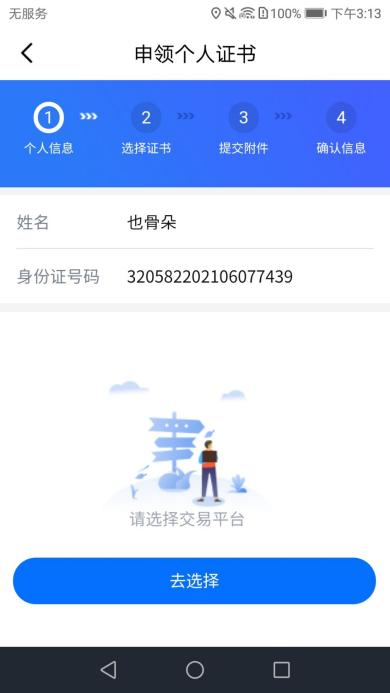 无服务
100% 下午3:13
申领个人证书
1 2 3 4
个人信息 选择证书 提交附件 确认信息
姓名 也骨朵
身份证号码 320582202106077439
请选择交易平台
去选择